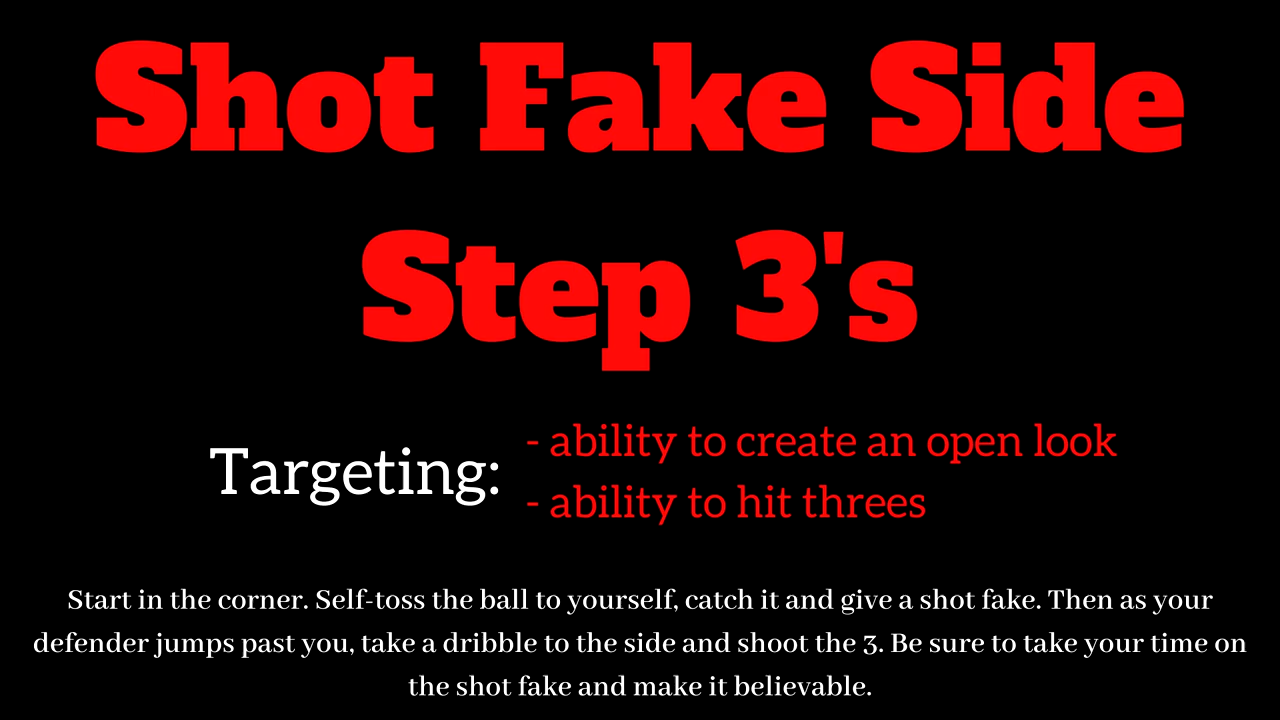 Shot Fake Side
Step 3's
Targeting:
- ability to create an open look
- ability to hit threes
Start in the corner. Self-toss the ball to yourself, catch it and give a shot fake. Then as your
defender jumps past you, take a dribble to the side and shoot the 3. Be sure to take your time on
the shot fake and make it believable.